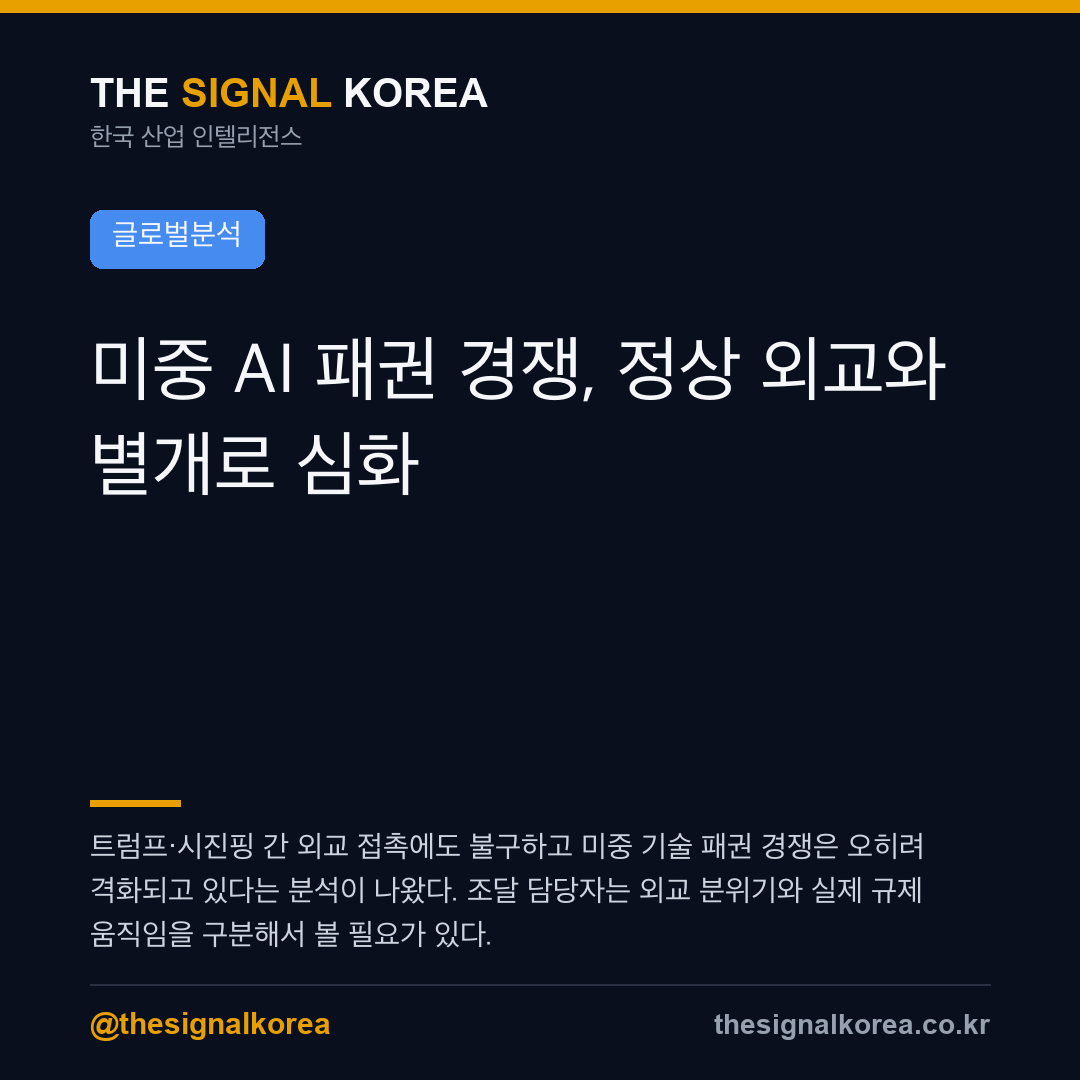 THE SIGNAL KOREA
한국 산업 인텔리전스
글로벌분석
미중 AI 패권 경쟁, 정상 외교와
별개로 심화
트럼프·시진핑 간 외교 접촉에도 불구하고 미중 기술 패권 경쟁은 오히려
격화되고 있다는 분석이 나왔다. 조달 담당자는 외교 분위기와 실제 규제
움직임을 구분해서 볼 필요가 있다.
@thesignalkorea
thesignalkorea.co.kr